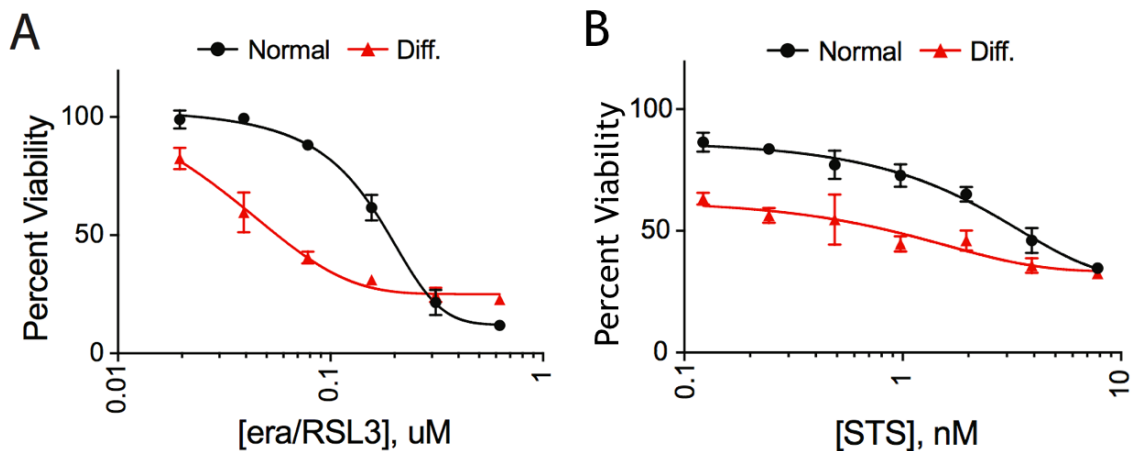 A
Normal Diff.
Percent Viability
100
50
0
0.01
0.1
1
[era/RSL3], uM
B
Normal Diff.
Percent Viability
100
50
0
0.1
1
10
[STS], nM